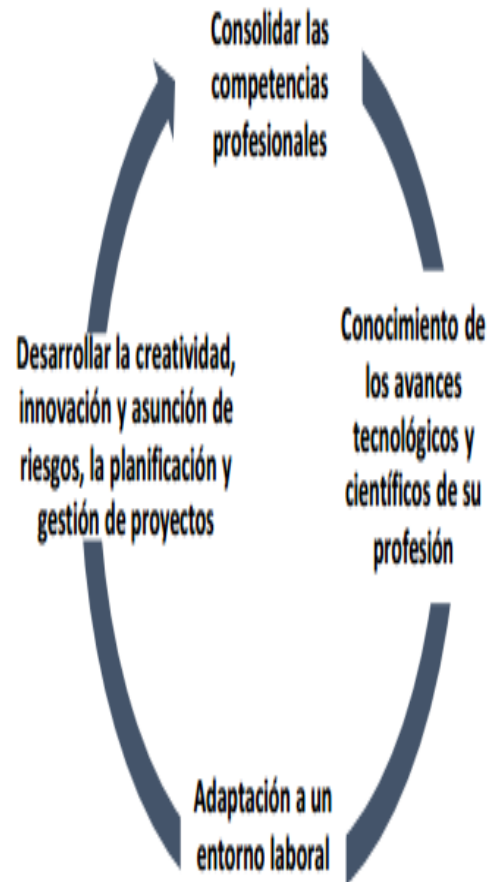 Consolidar las
competencias
profesionales
Conocimiento de
los avances
tecnológicos y
científicos de su
profesión
Adaptación a un
entorno laboral
Desarrollar la creatividad,
innovación y asunción de
riesgos, la planificación y
gestión de proyectos